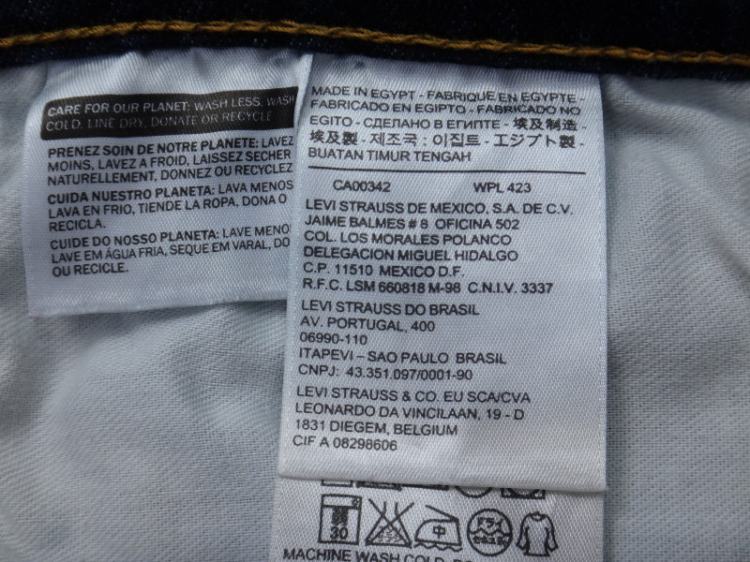 CARE FOR OUR PLANET: WASH LESS, WASH
COLD, LINE DRY, DONATE OR RECYCLE
PRENEZ SOIN DE NOTRE PLANETE: LAVEZ
MOINS, LAVEZ A FROID, LAISSEZ SECHER
NATURELLEMENT, DONNEZ OU RECYCLEZ
CUIDA NUESTRO PLANETA: LAVA MENOS
LAVA EN FRIO, TIENDE LA ROPA, DONA O
RECICLA.
CUIDE DO NOSSO PLANETA: LAVE MENO
LAVE EM ÁGUA FRIA, SEQUE EM VARAL, DO
OU RECICLE.
MADE IN EGYPT - FABRIQUE EN EGYPTE -
FABRICADO EN EGIPTO - FABRICADO NO
EGITO - СДЕЛАНО В ЕГИПТЕ - 埃及制造 -
埃及製 - 제조국 : 이집트 - エジプト製 -
BUATAN TIMUR TENGAH
CA00342 WPL 423
LEVI STRAUSS DE MEXICO, S.A. DE C.V.
JAIME BALMES # 8 OFICINA 502
COL. LOS MORALES POLANCO
DELEGACION MIGUEL HIDALGO
C.P. 11510 MEXICO D.F.
R.F.C. LSM 660818 M-98 C.N.I.V. 3337
LEVI STRAUSS DO BRASIL
AV. PORTUGAL, 400
06990-110
ITAPEVI – SAO PAULO BRASIL
CNPJ: 43.351.097/0001-90
LEVI STRAUSS & CO. EU SCA/CVA
LEONARDO DA VINCILAAN, 19 - D
1831 DIEGEM, BELGIUM
CIF A 08298606
30 中 ドライ
MACHINE WASH COLD